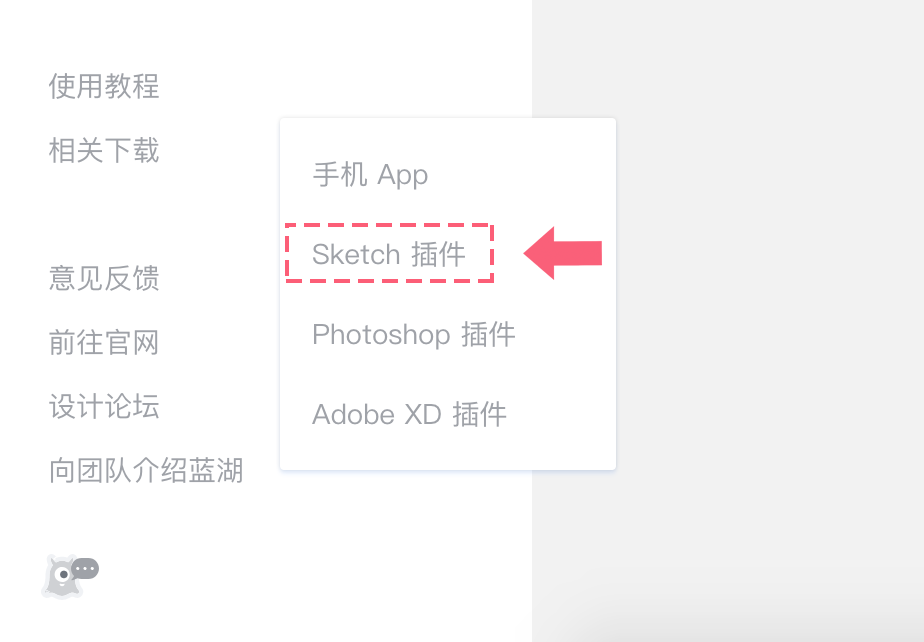 使用教程
相关下载
手机 App
Sketch 插件
Photoshop 插件
Adobe XD 插件
意见反馈
前往官网
设计论坛
向团队介绍蓝湖